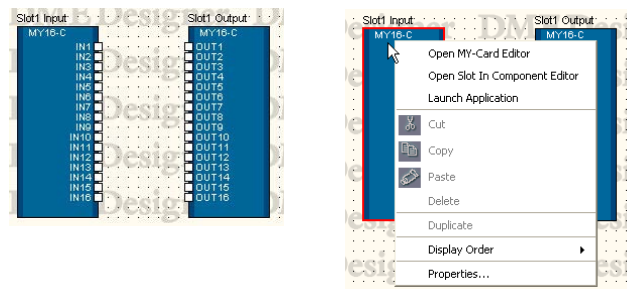 Slot1 Input
Slot1 Output
MY16-C
MY16-C
IN1
IN2
IN3
IN4
IN5
IN6
IN7
IN8
IN9
IN10
IN11
IN12
IN13
IN14
IN15
IN16
OUT1
OUT2
OUT3
OUT4
OUT5
OUT6
OUT7
OUT8
OUT9
OUT10
OUT11
OUT12
OUT13
OUT14
OUT15
OUT16
Slot1 Input
Slot1 Output
MY16-C
MY16-C
Open MY-Card Editor
Open Slot In Component Editor
Launch Application
Cut
Copy
Paste
Delete
Duplicate
Display Order
Properties...